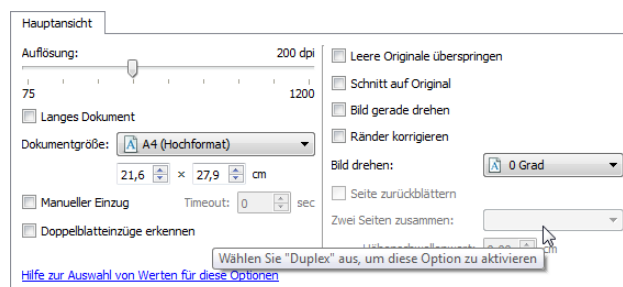 Hauptansicht
Auflösung: 200 dpi
75 1200
Langes Dokument
Dokumentgröße: A4 (Hochformat)
21,6 × 27,9 cm
Manueller Einzug Timeout: 0 sec
Doppelblatteinzüge erkennen
Hilfe zur Auswahl von Werten für diese Optionen
Leere Originale überspringen
Schnitt auf Original
Bild gerade drehen
Ränder korrigieren
Bild drehen: 0 Grad
Seite zurückblättern
Zwei Seiten zusammen:
cm
Wählen Sie "Duplex" aus, um diese Option zu aktivieren